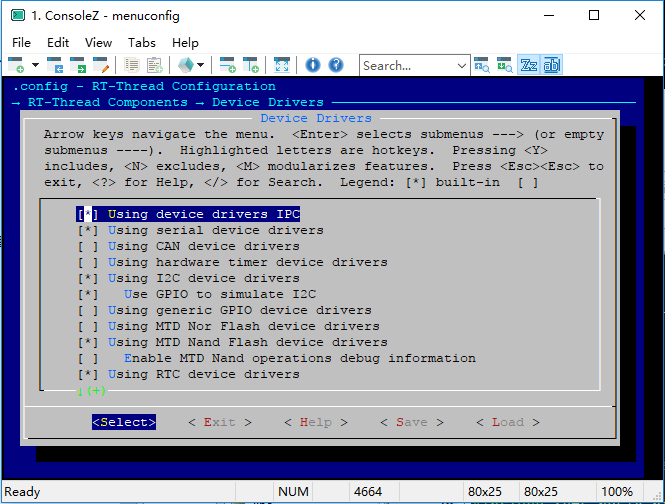 1. ConsoleZ - menuconfig
File Edit View Tabs Help
Search...
.config - RT-Thread Configuration
→ RT-Thread Components → Device Drivers
Device Drivers
Arrow keys navigate the menu.  <Enter> selects submenus ---> (or empty
submenus ----).  Highlighted letters are hotkeys.  Pressing <Y>
includes, <N> excludes, <M> modularizes features.  Press <Esc><Esc> to
exit, <?> for Help, </> for Search.  Legend: [*] built-in  [ ]
[*] Using device drivers IPC
[*] Using serial device drivers
[ ] Using CAN device drivers
[ ] Using hardware timer device drivers
[*] Using I2C device drivers
[*]   Use GPIO to simulate I2C
[ ] Using generic GPIO device drivers
[ ] Using MTD Nor Flash device drivers
[*] Using MTD Nand Flash device drivers
[ ]   Enable MTD Nand operations debug information
[*] Using RTC device drivers
↓(+)
<Select> < Exit > < Help > < Save > < Load >
Ready NUM 4664 80x25 80x25 100%